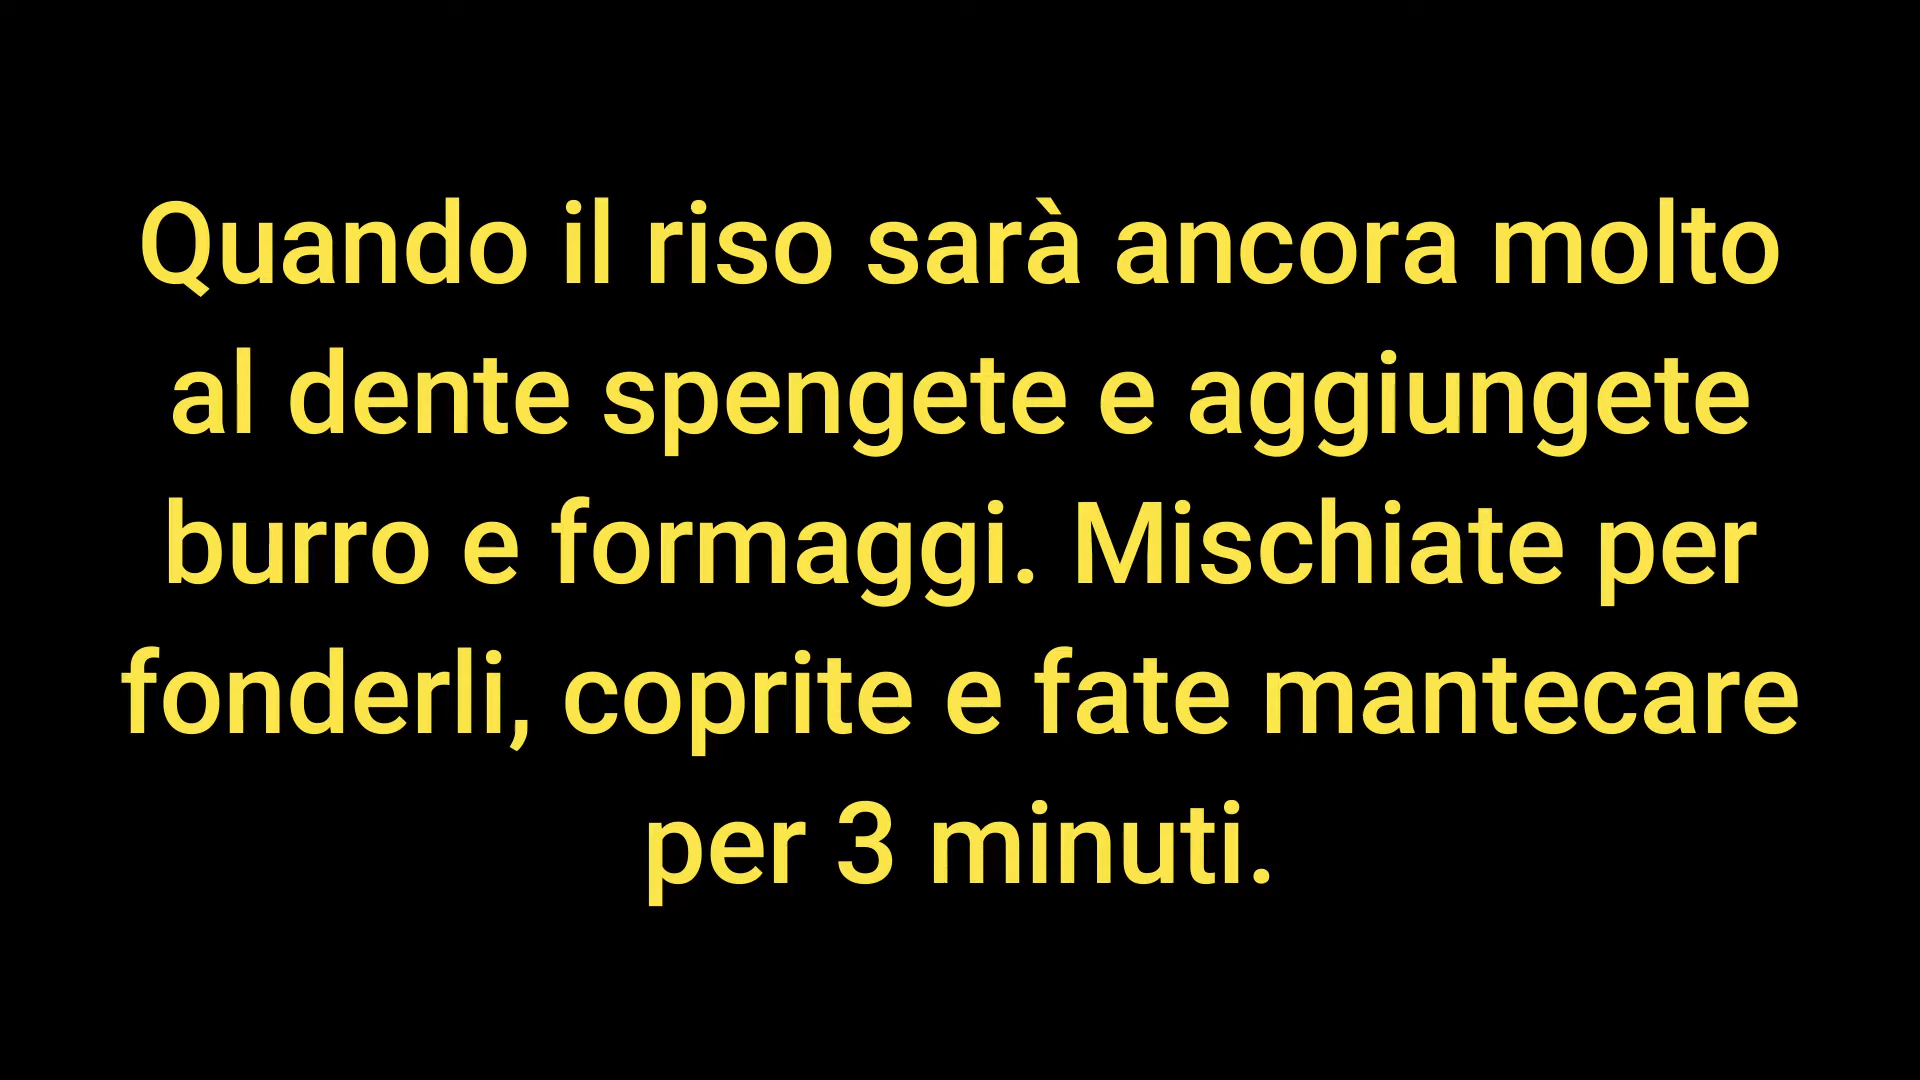 Quando il riso sarà ancora molto
al dente spengete e aggiungete
burro e formaggi. Mischiate per
fonderli, coprite e fate mantecare
per 3 minuti.